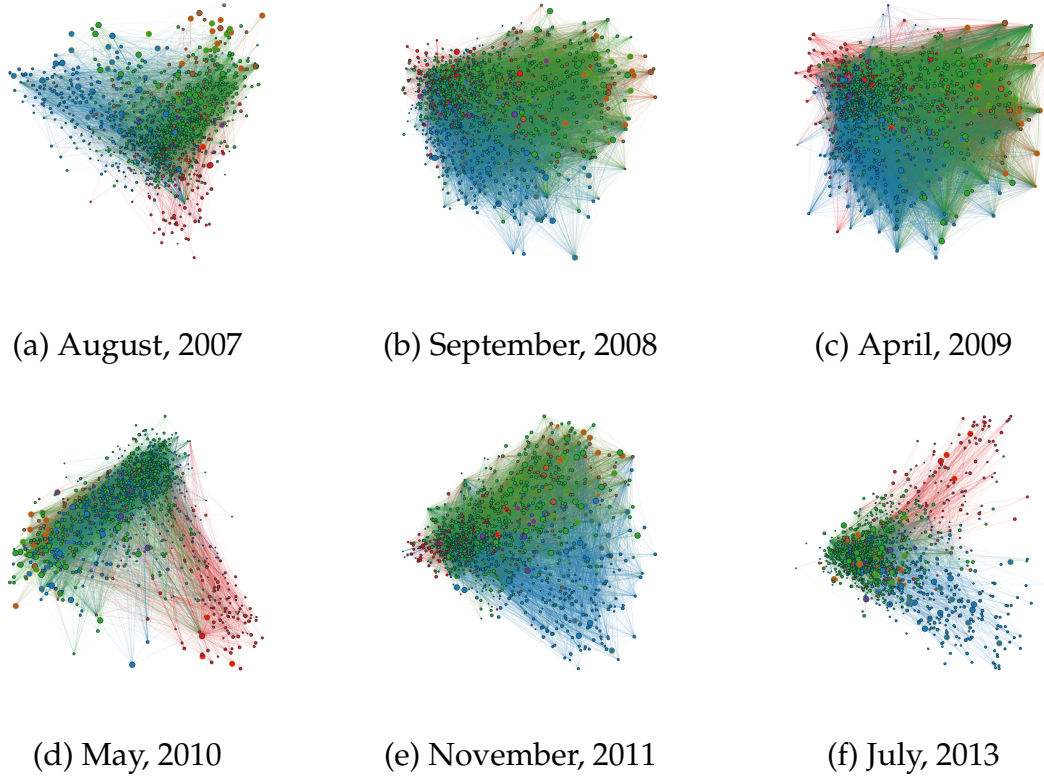 (a) August, 2007
(b) September, 2008
(c) April, 2009
(d) May, 2010
(e) November, 2011
(f) July, 2013